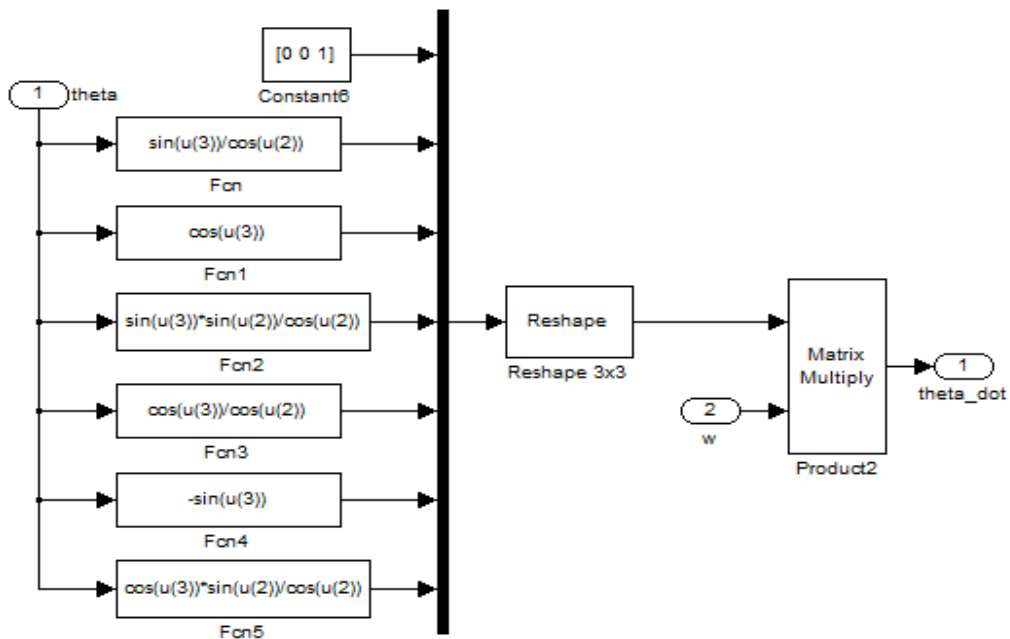 [0 0 1]
Constant6
1
theta
sin(u(3))/cos(u(2))
Fcn
cos(u(3))
Fcn1
sin(u(3))*sin(u(2))/cos(u(2))
Fcn2
cos(u(3))/cos(u(2))
Fcn3
-sin(u(3))
Fcn4
cos(u(3))*sin(u(2))/cos(u(2))
Fcn5
Reshape
Reshape 3x3
2
w
Matrix
Multiply
Product2
1
theta_dot